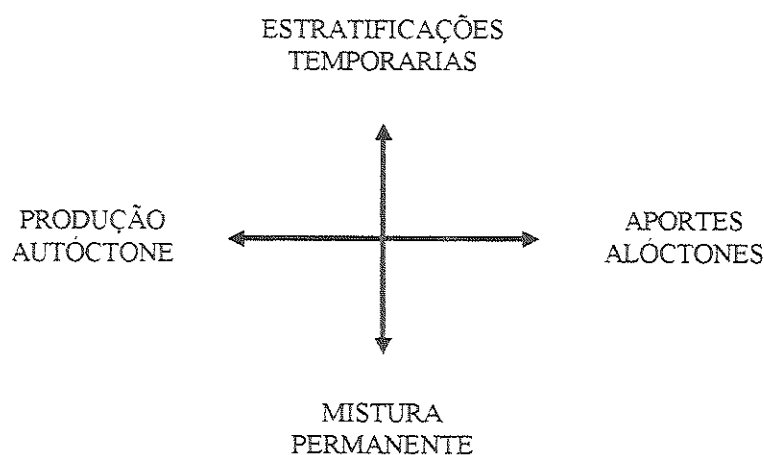 ESTRATIFICAÇÕES
TEMPORARIAS
PRODUÇÃO
AUTÓCTONE
APORTES
ALÓCTONES
MISTURA
PERMANENTE